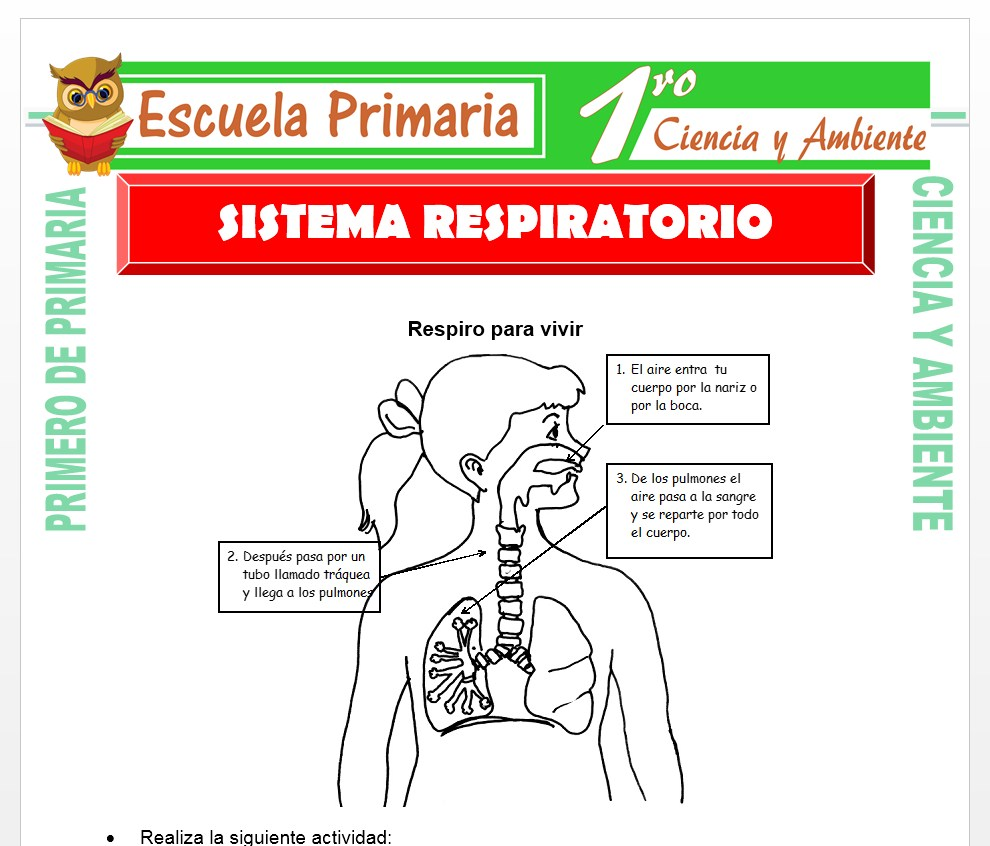 Escuela Primaria
1ro
Ciencia y Ambiente
SISTEMA RESPIRATORIO
PRIMERO DE PRIMARIA
CIENCIA Y AMBIENTE
Respiro para vivir
1. El aire entra tu
cuerpo por la nariz o
por la boca.
3. De los pulmones el
aire pasa a la sangre
y se reparte por todo
el cuerpo.
2. Después pasa por un
tubo llamado tráquea
y llega a los pulmones
• Realiza la siguiente actividad: